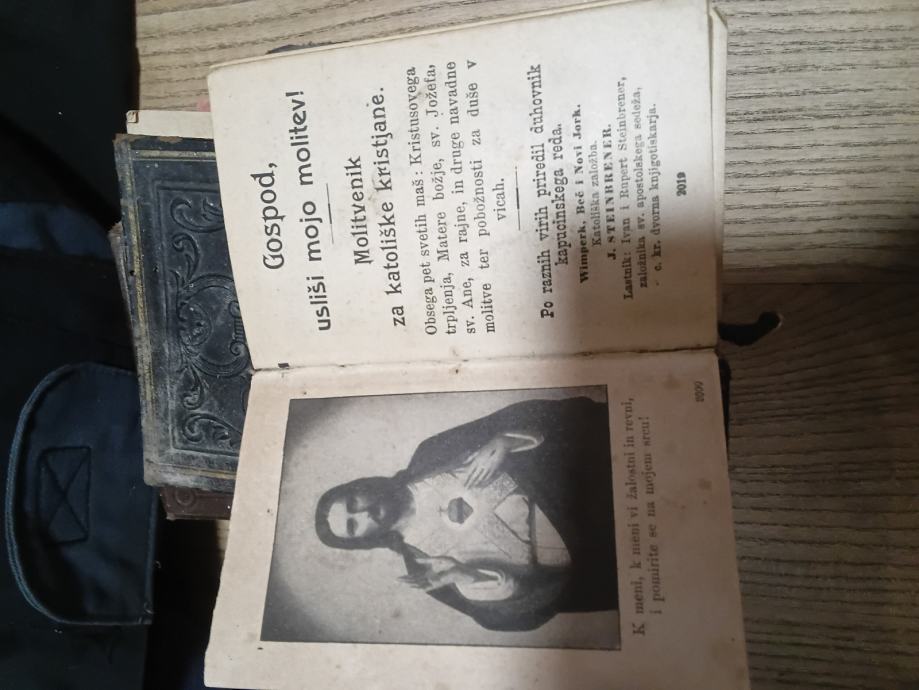 K meni, k meni vi žalostni in revni,
i pomirite se na mojem srcu!
Gospod,
usliši mojo molitev!
Molitvenik
za katoliške kristjane.
Obsega pet svetih maš: Kristusovega
trpljenja, Matere božje, sv. Jožefa,
sv. Ane, za rajne, in druge navadne
molitve ter pobožnosti za duše v
vicah.
Po raznih virih priredil duhovnik
kapucinskega reda.
Wimperk, Beč i Novi Jork.
Katoliška založba.
J. STEINBRENER.
Lastnik: Ivan i Rupert Steinbrener,
založnika sv. apostolskega sedeža,
c. kr. dvorna knjigotiskarja.
2019